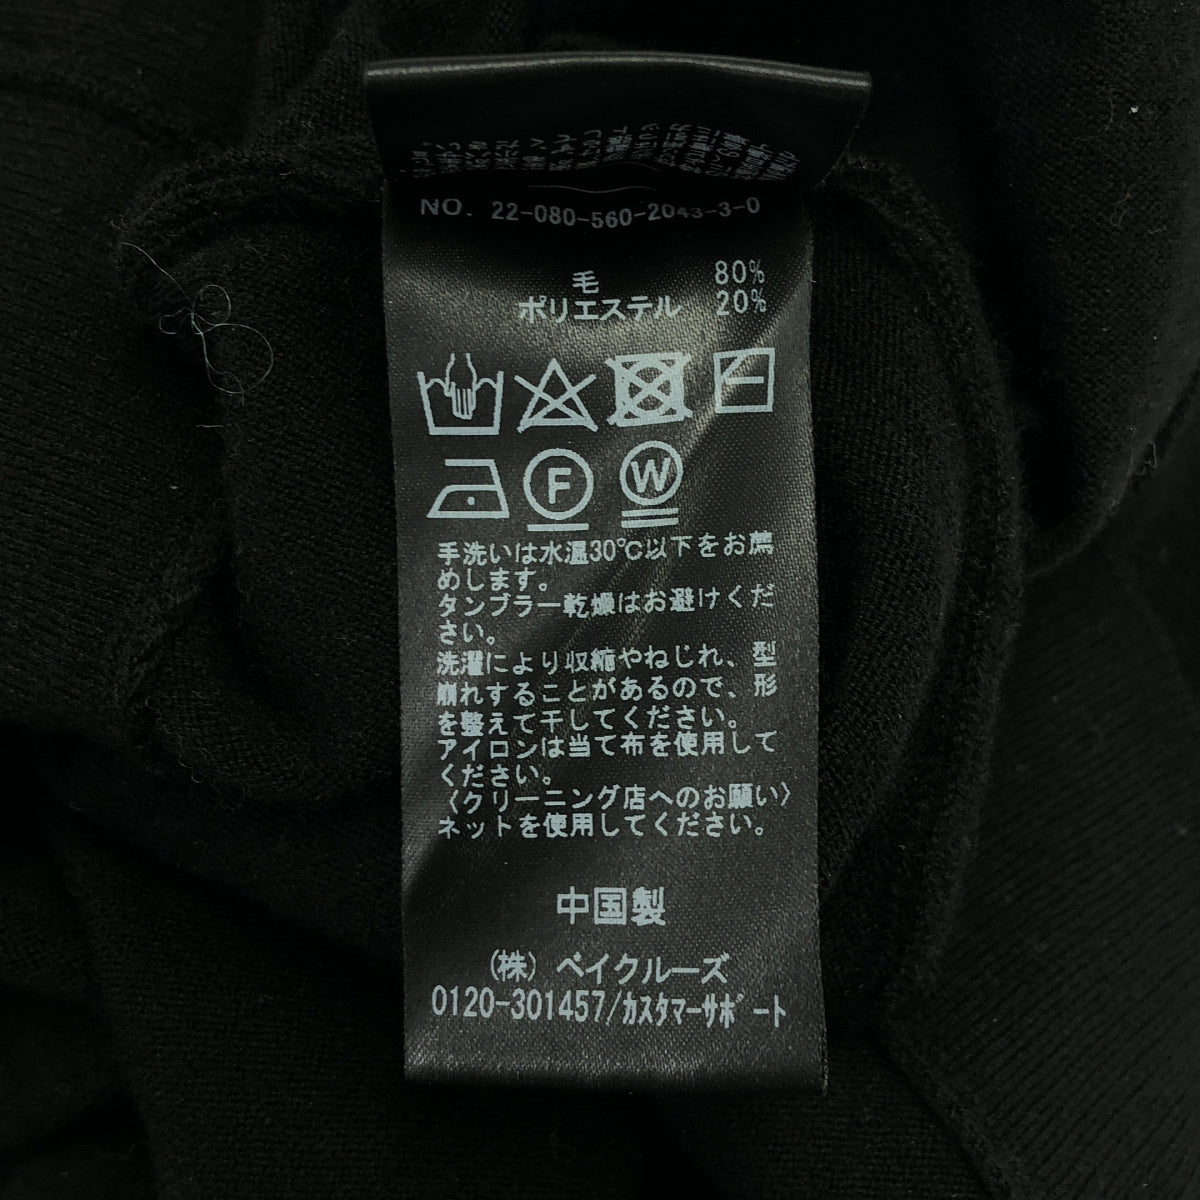 NO. 22-080-560-2043-3-0
毛 80%
ポリエステル 20%
F W
手洗いは水温30℃以下をお薦
めします。
タンブラー乾燥はお避けくだ
さい。
洗濯により収縮やねじれ、型
崩れすることがあるので、形
を整えて干してください。
アイロンは当て布を使用して
ください。
〈クリーニング店へのお願い〉
ネットを使用してください。
中国製
(株) ベイクルーズ
0120-301457/ｶｽﾀﾏｰｻﾎﾟｰﾄ